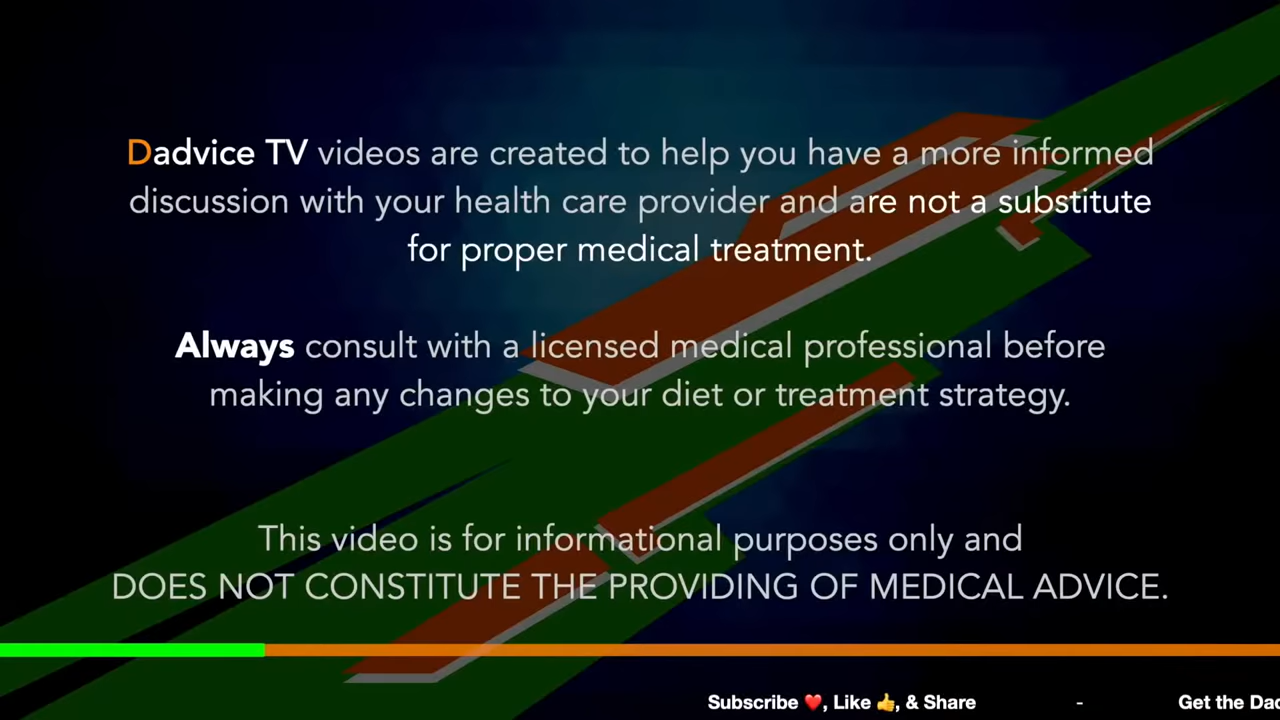 Dadvice TV videos are created to help you have a more informed
discussion with your health care provider and are not a substitute
for proper medical treatment.
Always consult with a licensed medical professional before
making any changes to your diet or treatment strategy.
This video is for informational purposes only and
DOES NOT CONSTITUTE THE PROVIDING OF MEDICAL ADVICE.
Subscribe ❤️, Like 👍, & Share - Get the